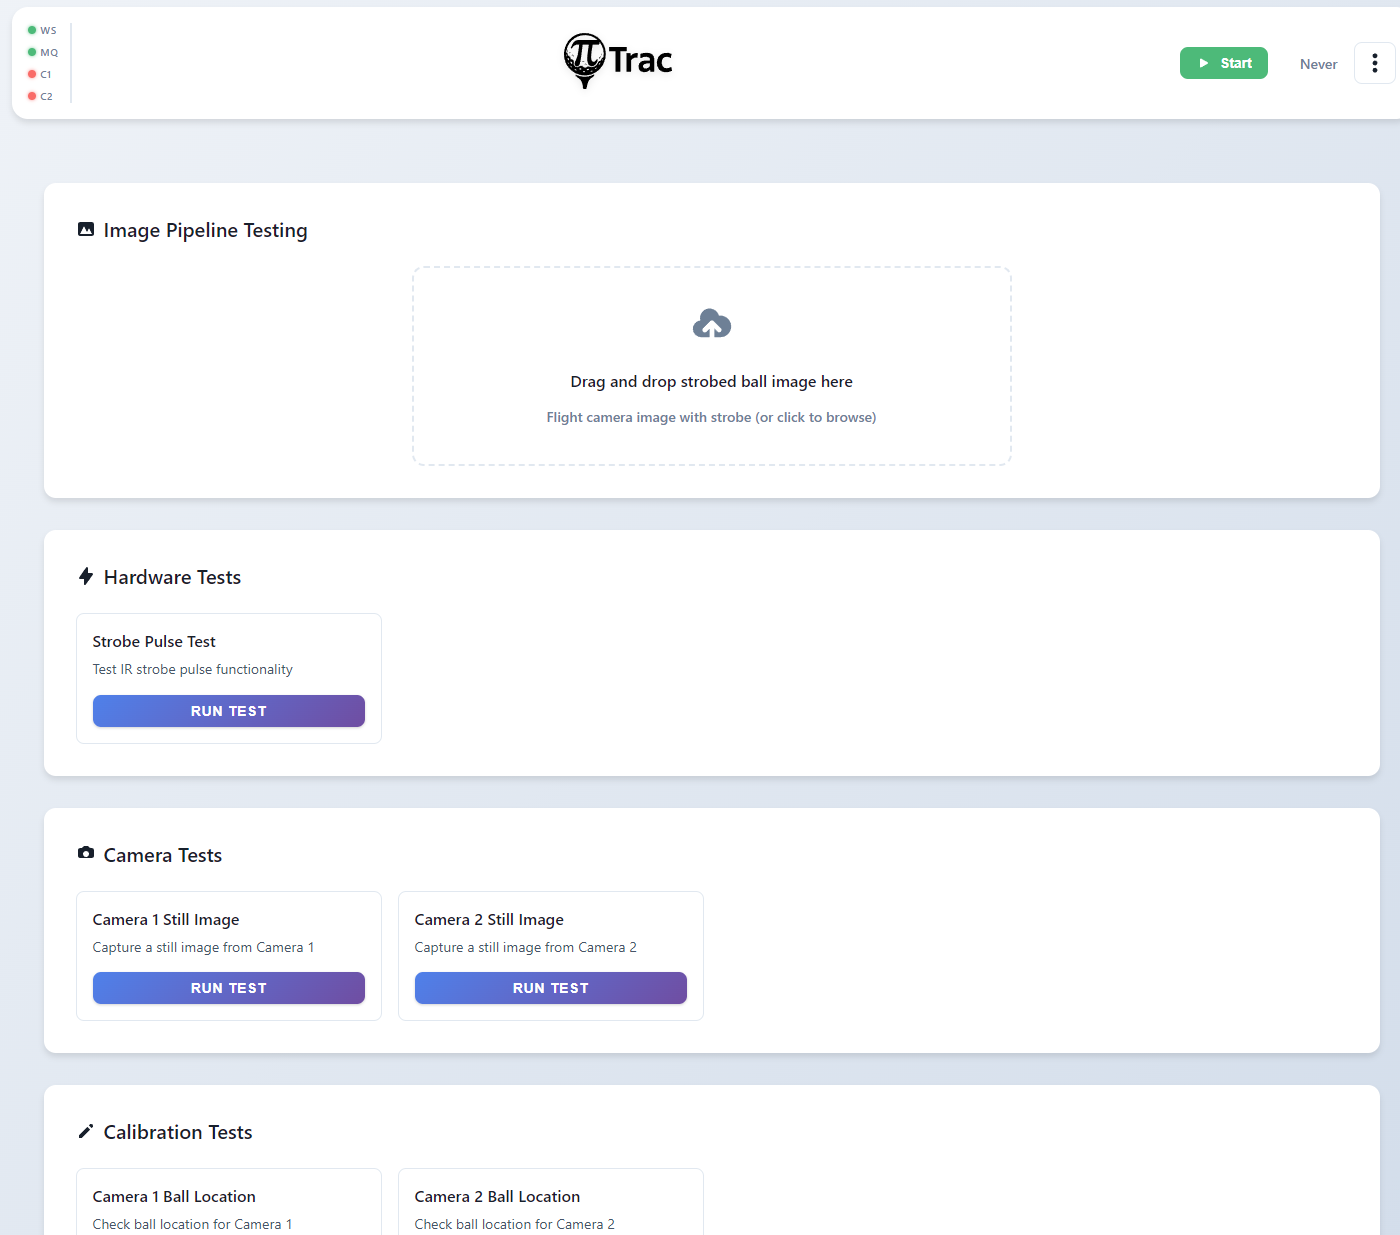 WS
MQ
C1
C2
πTrac
Start
Never
Image Pipeline Testing
Drag and drop strobed ball image here
Flight camera image with strobe (or click to browse)
Hardware Tests
Strobe Pulse Test
Test IR strobe pulse functionality
RUN TEST
Camera Tests
Camera 1 Still Image
Capture a still image from Camera 1
RUN TEST
Camera 2 Still Image
Capture a still image from Camera 2
RUN TEST
Calibration Tests
Camera 1 Ball Location
Check ball location for Camera 1
Camera 2 Ball Location
Check ball location for Camera 2